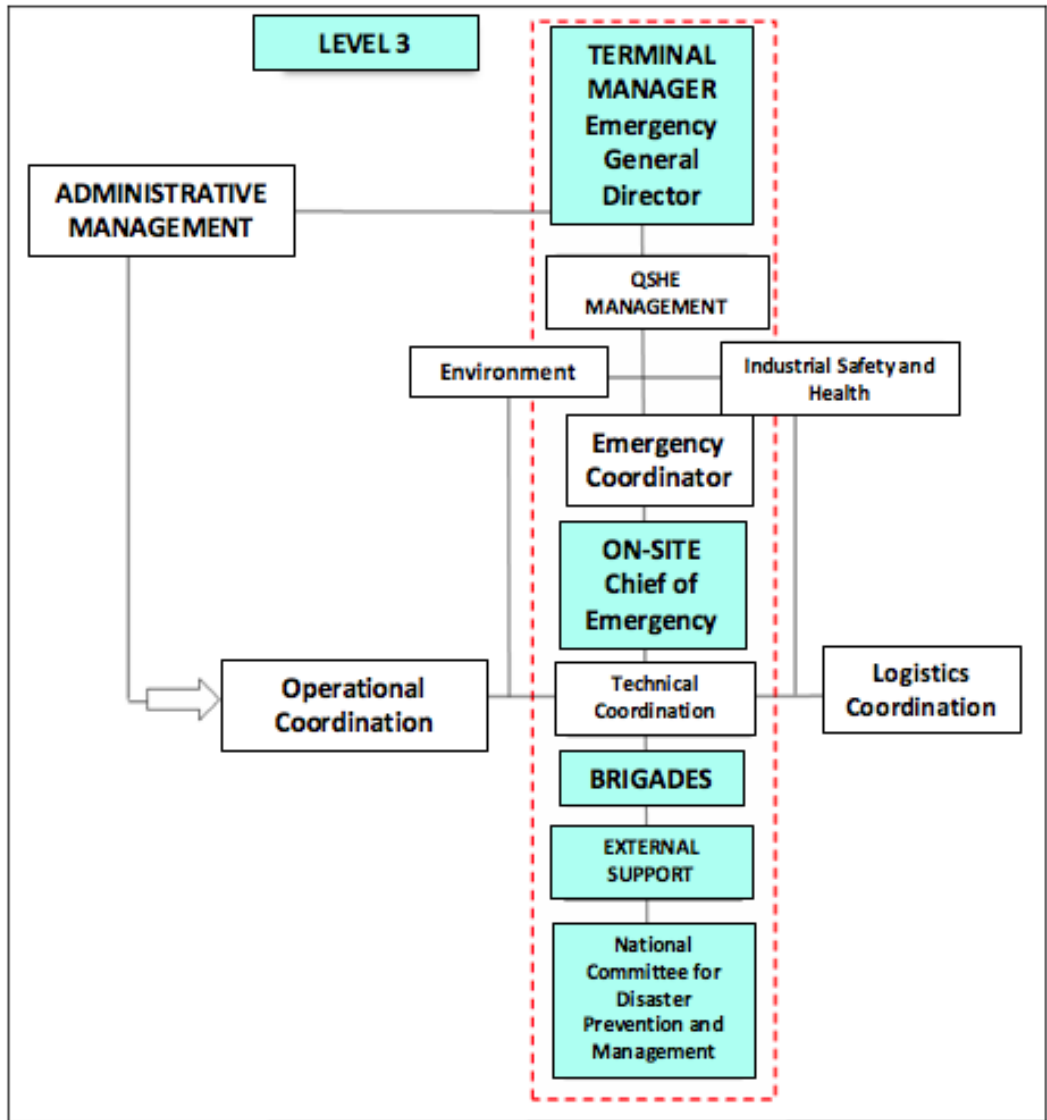 LEVEL 3
TERMINAL
MANAGER
Emergency
General
Director
ADMINISTRATIVE
MANAGEMENT
QSHE
MANAGEMENT
Environment
Industrial Safety and
Health
Emergency
Coordinator
ON-SITE
Chief of
Emergency
Operational
Coordination
Technical
Coordination
Logistics
Coordination
BRIGADES
EXTERNAL
SUPPORT
National
Committee for
Disaster
Prevention and
Management